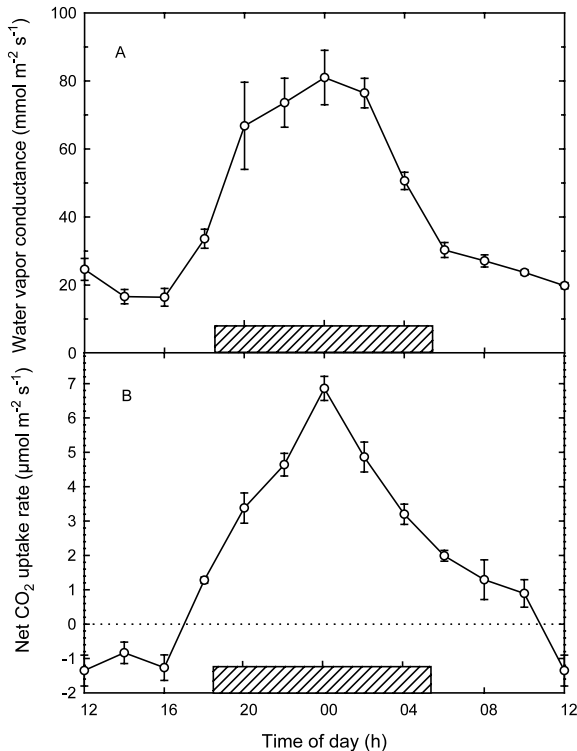 Water vapor conductance (mmol m⁻² s⁻¹)
100
80
60
40
20
0
A
Net CO₂ uptake rate (µmol m⁻² s⁻¹)
7
6
5
4
3
2
1
0
-1
-2
B
12 16 20 00 04 08 12
Time of day (h)